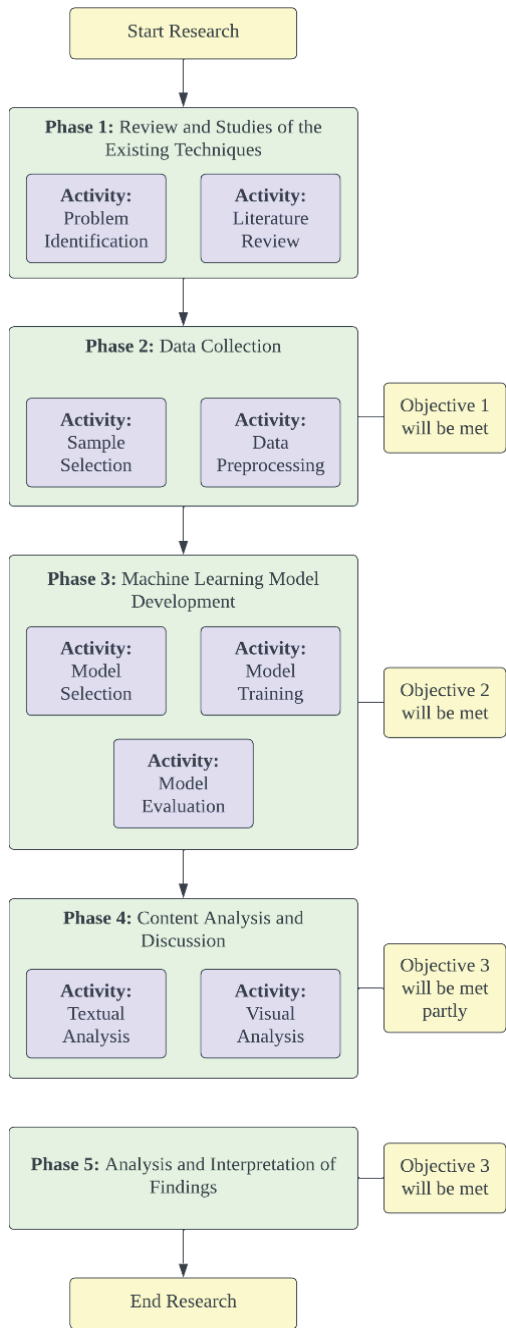 Start Research
Phase 1: Review and Studies of the
Existing Techniques
Activity:
Problem
Identification
Activity:
Literature
Review
Phase 2: Data Collection
Activity:
Sample
Selection
Activity:
Data
Preprocessing
Objective 1
will be met
Phase 3: Machine Learning Model
Development
Activity:
Model
Selection
Activity:
Model
Training
Activity:
Model
Evaluation
Objective 2
will be met
Phase 4: Content Analysis and
Discussion
Activity:
Textual
Analysis
Activity:
Visual
Analysis
Objective 3
will be met
partly
Phase 5: Analysis and Interpretation of
Findings
Objective 3
will be met
End Research